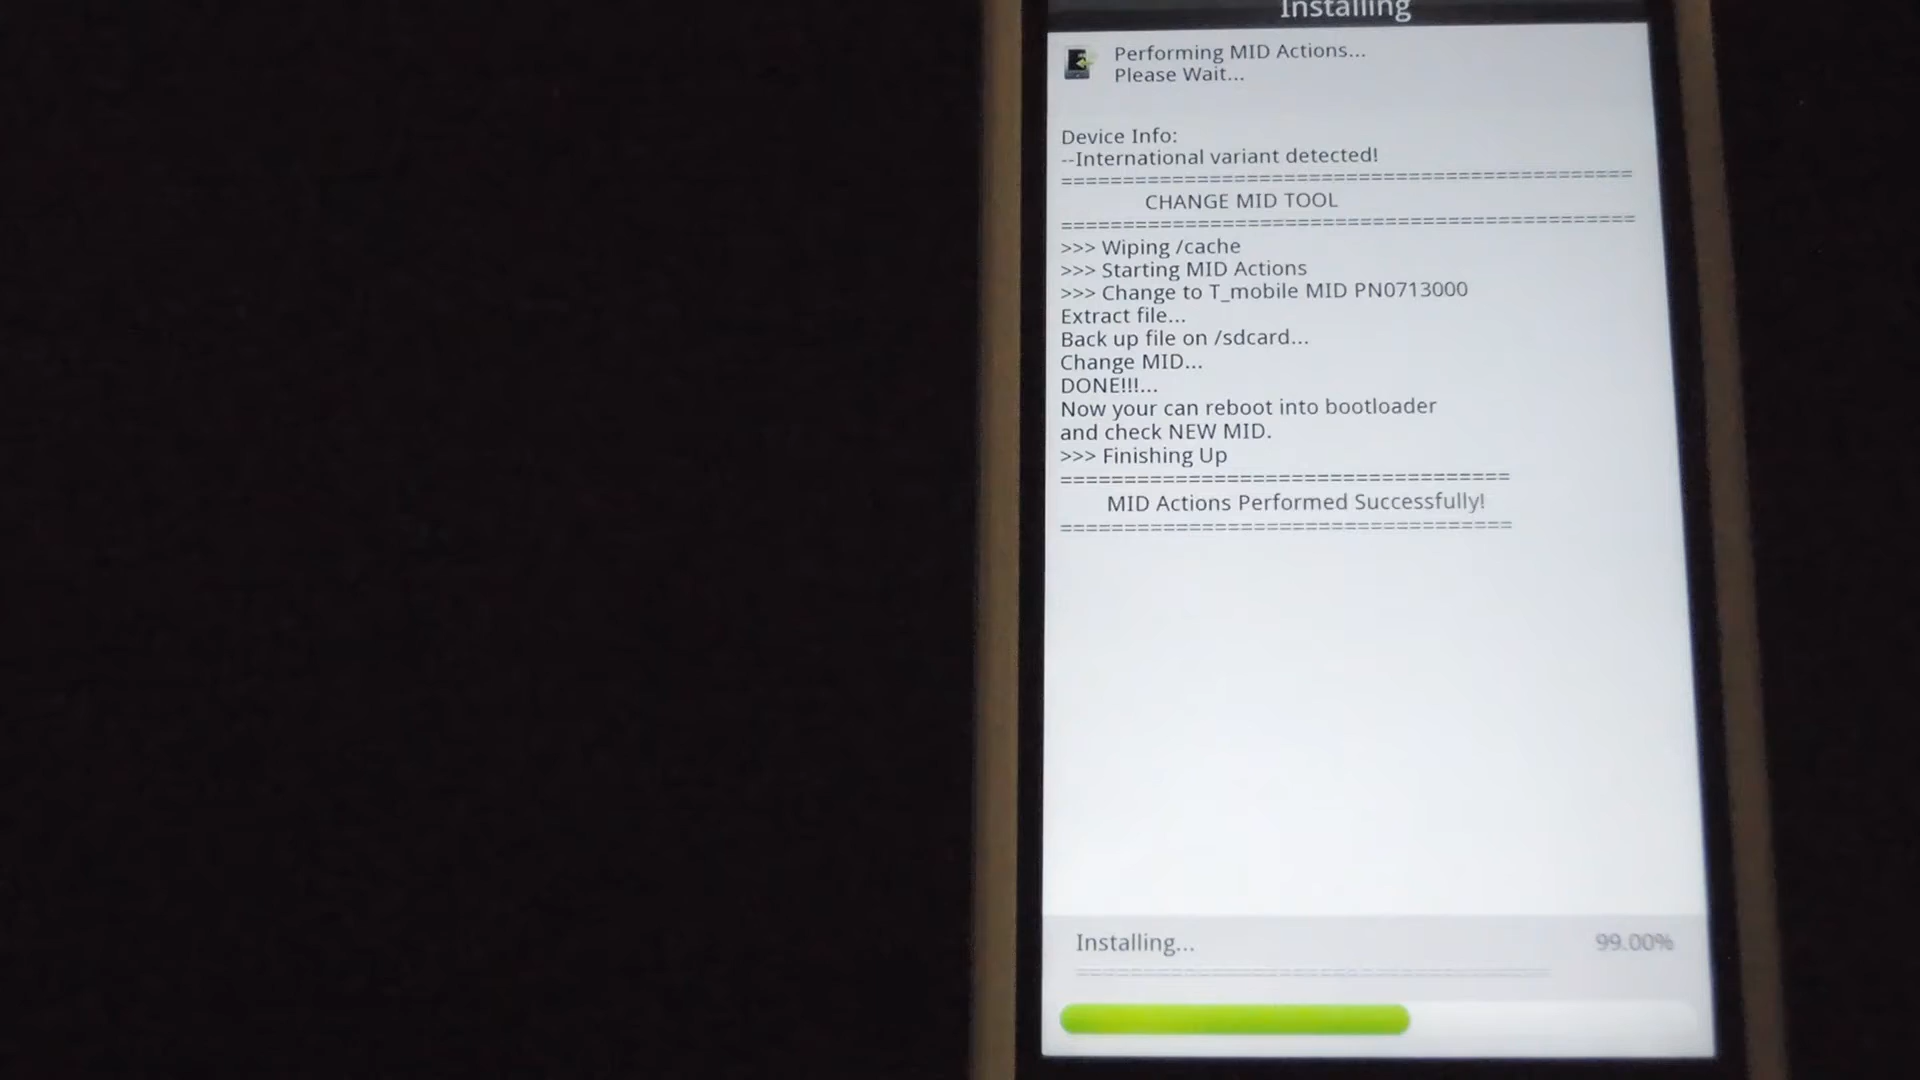 Installing
Performing MID Actions...
Please Wait...
Device Info:
--International variant detected!
==============================================
CHANGE MID TOOL
==============================================
>>> Wiping /cache
>>> Starting MID Actions
>>> Change to T_mobile MID PN0713000
Extract file...
Back up file on /sdcard...
Change MID...
DONE!!!...
Now your can reboot into bootloader
and check NEW MID.
>>> Finishing Up
====================================
MID Actions Performed Successfully!
====================================
Installing... 99.00%
====================================